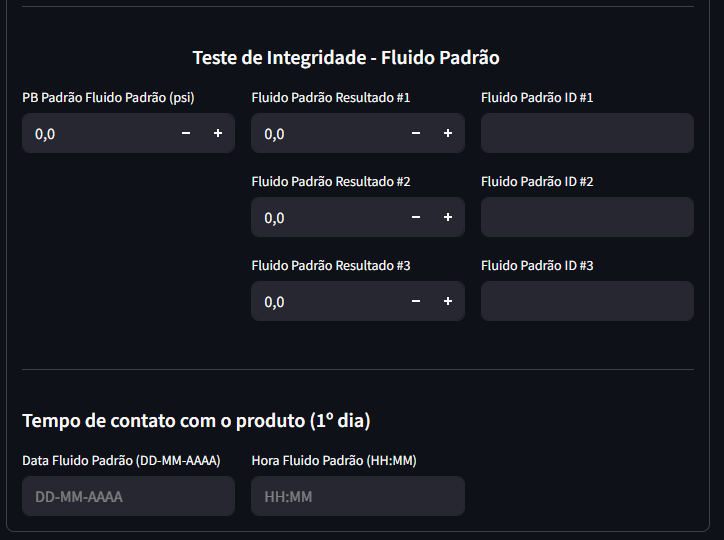 Teste de Integridade - Fluido Padrão
PB Padrão Fluido Padrão (psi) Fluido Padrão Resultado #1 Fluido Padrão ID #1
0,0 − + 0,0 − +
Fluido Padrão Resultado #2 Fluido Padrão ID #2
0,0 − +
Fluido Padrão Resultado #3 Fluido Padrão ID #3
0,0 − +
Tempo de contato com o produto (1º dia)
Data Fluido Padrão (DD-MM-AAAA) Hora Fluido Padrão (HH:MM)
DD-MM-AAAA HH:MM